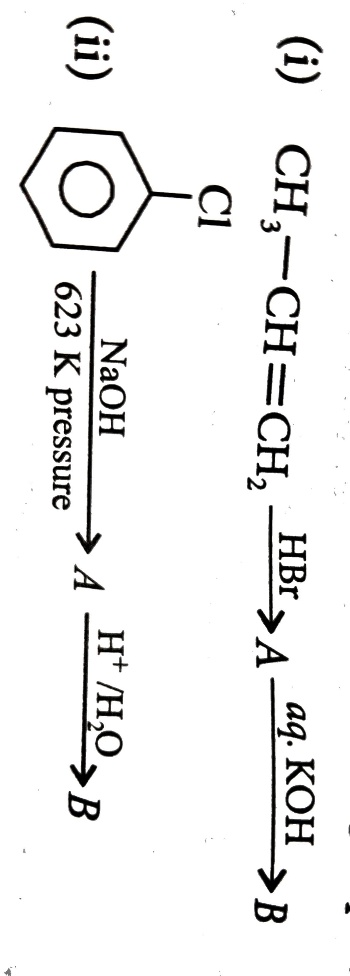 (i) CH₃—CH=CH₂ HBr A aq. KOH B
(ii) Cl NaOH 623 K pressure A H⁺/H₂O B